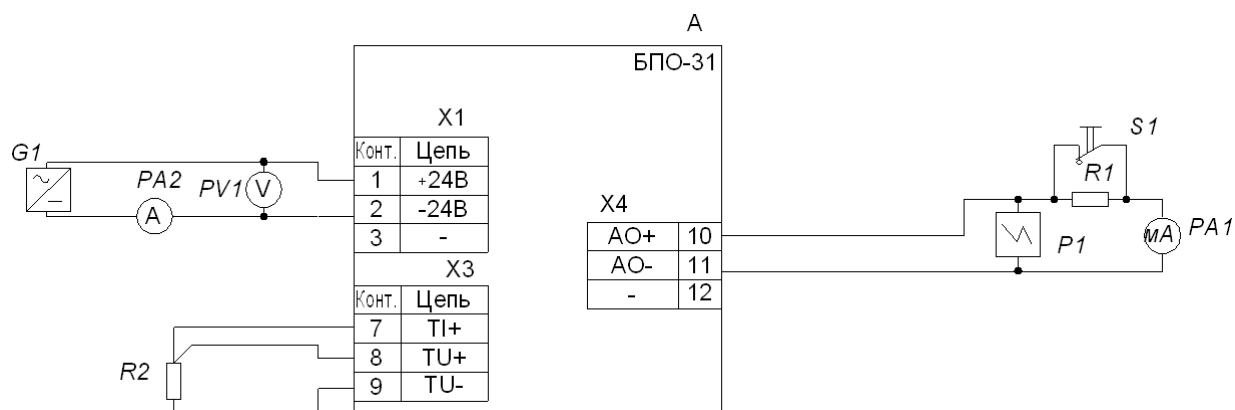 A
БПО-31
X1
Конт. Цепь
1 +24В
2 -24В
3 -
G1
PA2
A
PV1
V
X3
Конт. Цепь
7 TI+
8 TU+
9 TU-
R2
X4
AO+ 10
AO- 11
- 12
S1
R1
P1
мА
PA1